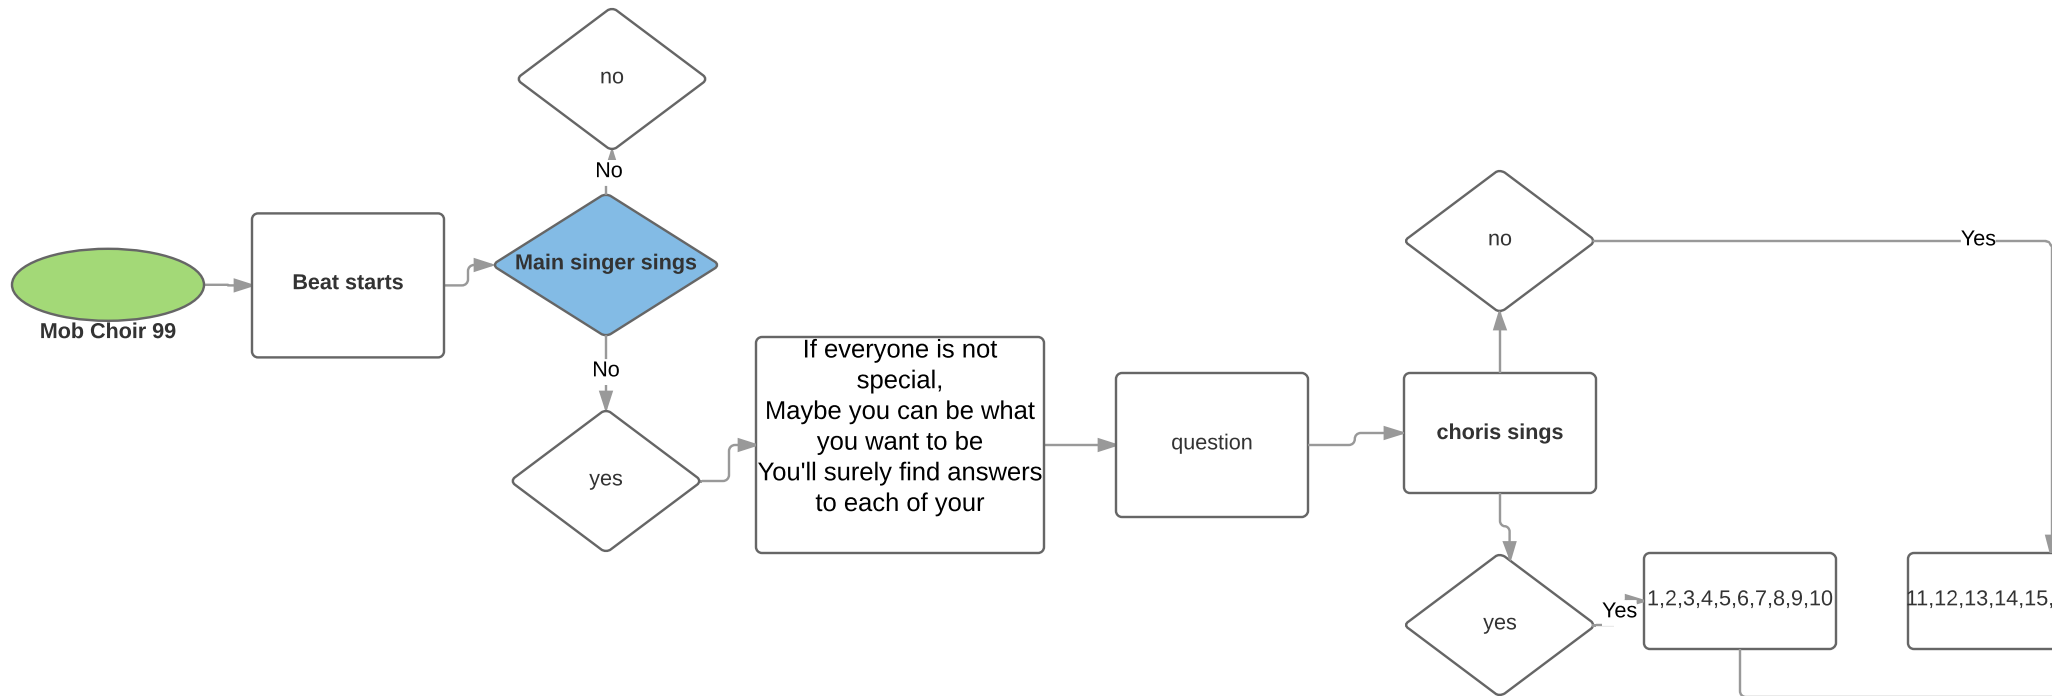 no
No
Mob Choir 99
Beat starts
Main singer sings
No
yes
If everyone is not
special,
Maybe you can be what
you want to be
You'll surely find answers
to each of your
question
choris sings
no
Yes
yes
Yes
1,2,3,4,5,6,7,8,9,10
11,12,13,14,15,